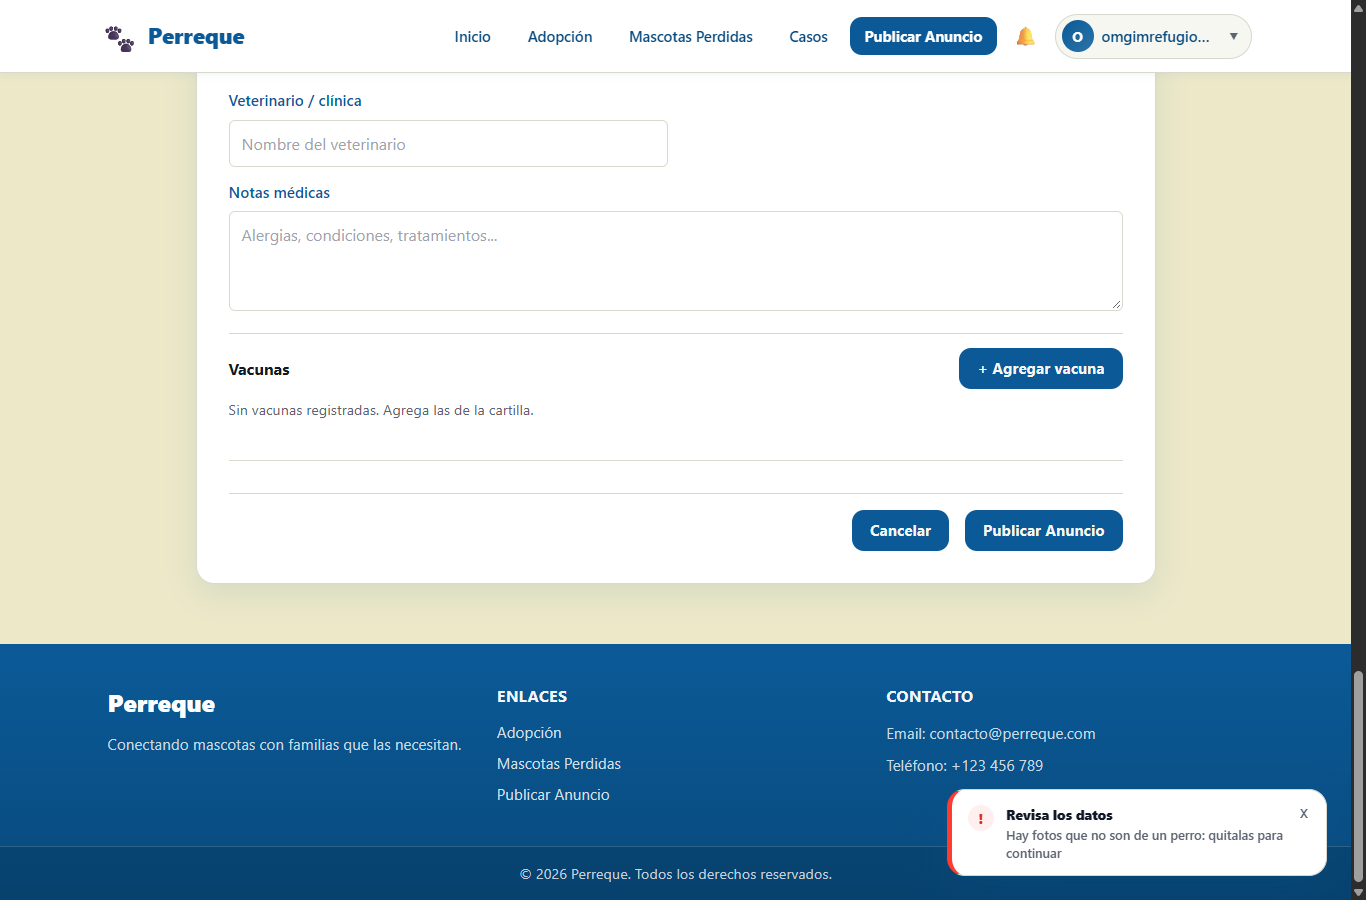 Perreque
Inicio
Adopción
Mascotas Perdidas
Casos
Publicar Anuncio
O
omgimrefugio...
Veterinario / clínica
Nombre del veterinario
Notas médicas
Alergias, condiciones, tratamientos...
Vacunas
+ Agregar vacuna
Sin vacunas registradas. Agrega las de la cartilla.
Cancelar
Publicar Anuncio
Perreque
Conectando mascotas con familias que las necesitan.
ENLACES
Adopción
Mascotas Perdidas
Publicar Anuncio
CONTACTO
Email: contacto@perreque.com
Teléfono: +123 456 789
!
Revisa los datos
X
Hay fotos que no son de un perro: quitalas para
continuar
© 2026 Perreque. Todos los derechos reservados.